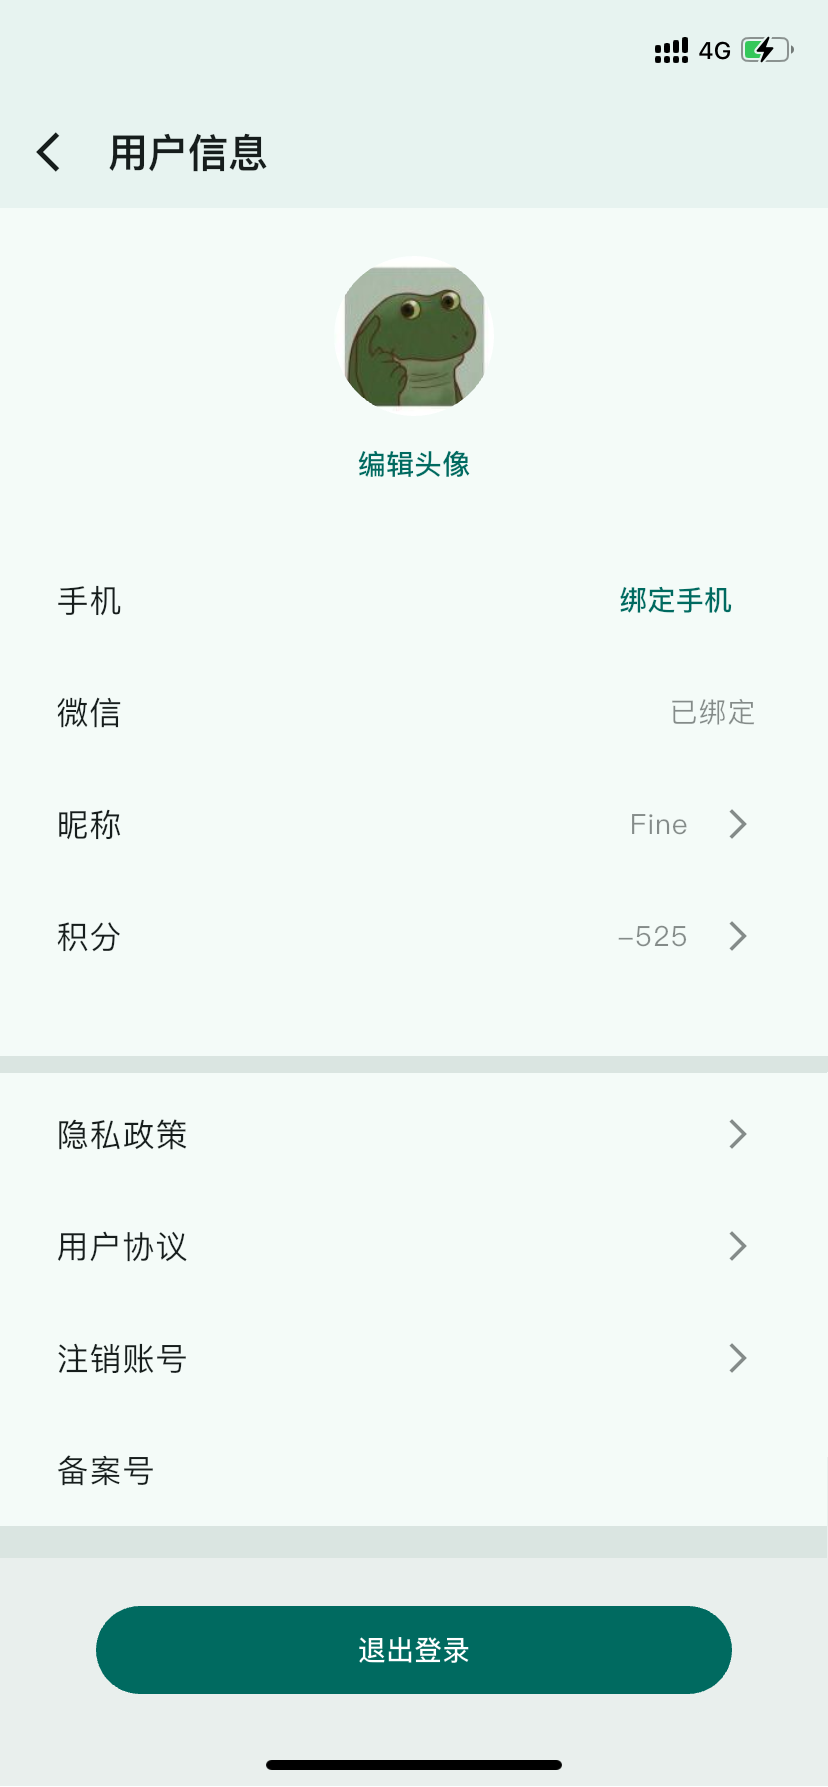 4G
用户信息
编辑头像
手机 绑定手机
微信 已绑定
昵称 Fine
积分 -525
隐私政策
用户协议
注销账号
备案号
退出登录